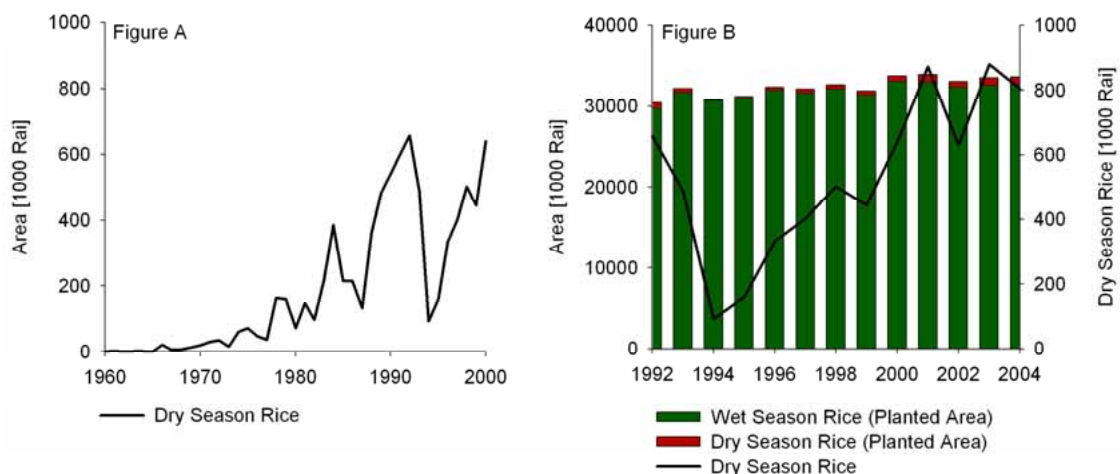 Figure A
1000
800
600
400
200
0
Area [1000 Rai]
1960 1970 1980 1990 2000
Dry Season Rice
Figure B
40000
30000
20000
10000
0
Area [1000 Rai]
1000
800
600
400
200
0
Dry Season Rice [1000 Rai]
1992 1994 1996 1998 2000 2002 2004
Wet Season Rice (Planted Area)
Dry Season Rice (Planted Area)
Dry Season Rice